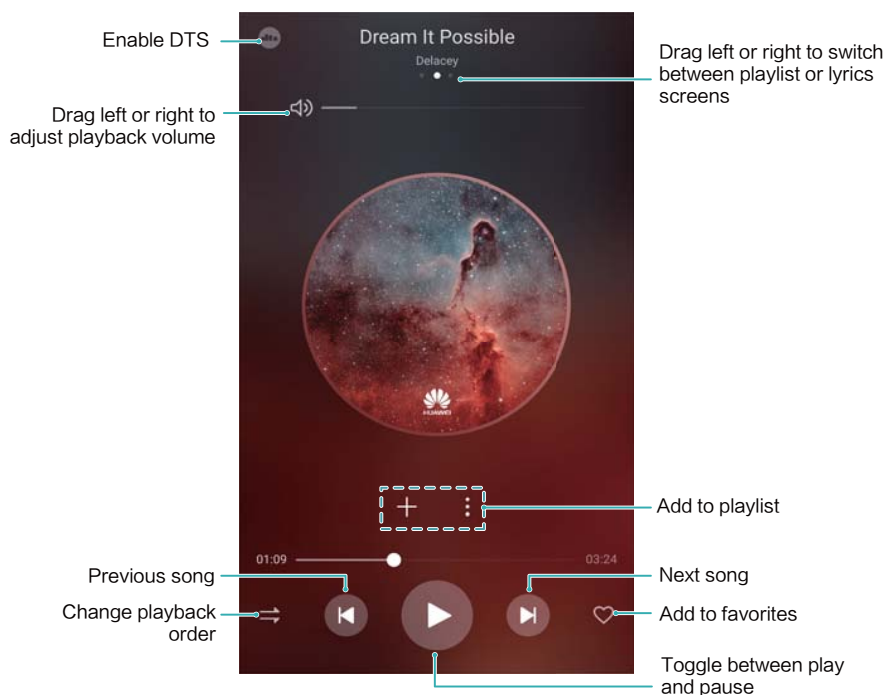 Enable DTS
dts
Dream It Possible
Delacey
Drag left or right to switch
between playlist or lyrics
screens
Drag left or right to
adjust playback volume
HUAWEI
Add to playlist
01:09
03:24
Previous song
Next song
Change playback
order
Add to favorites
Toggle between play
and pause